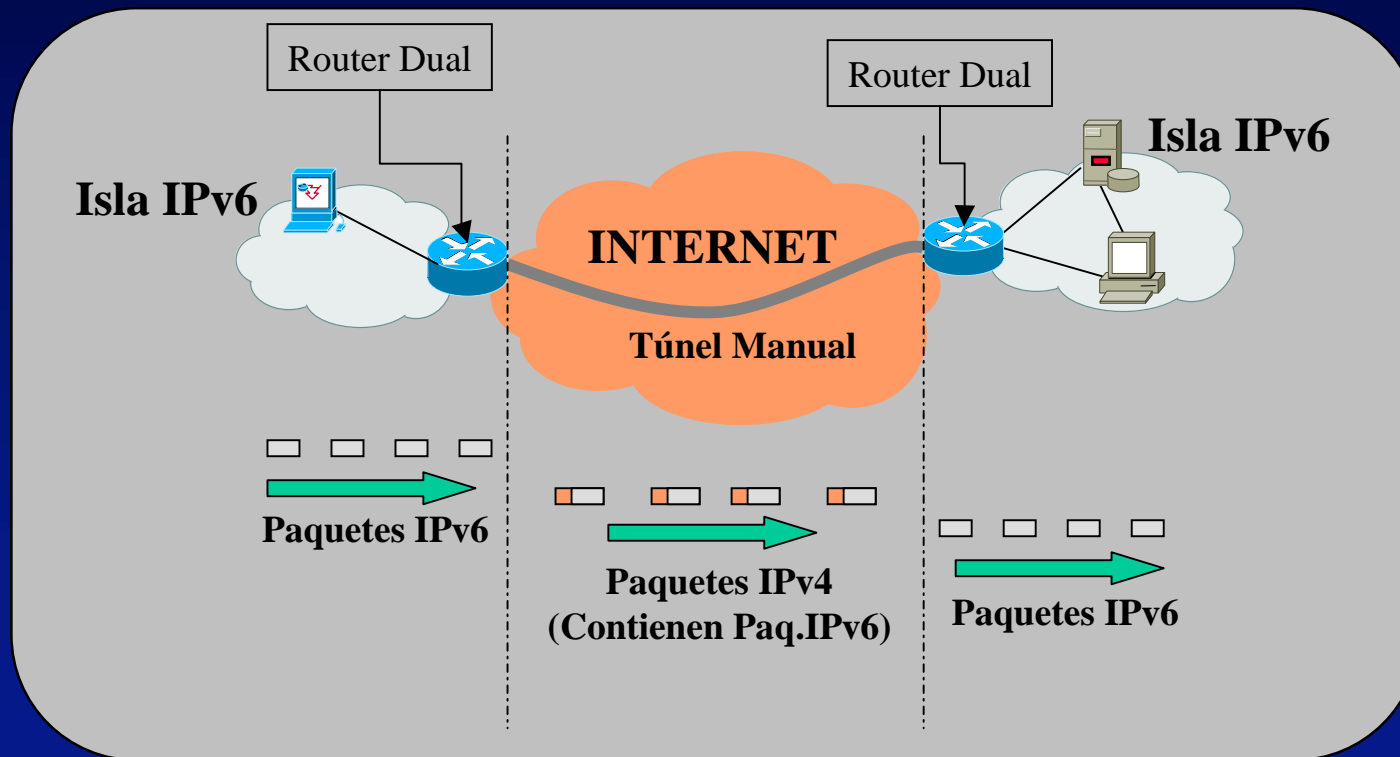 Router Dual
Router Dual
Isla IPv6
Isla IPv6
INTERNET
Túnel Manual
Paquetes IPv6
Paquetes IPv4
(Contienen Paq.IPv6)
Paquetes IPv6